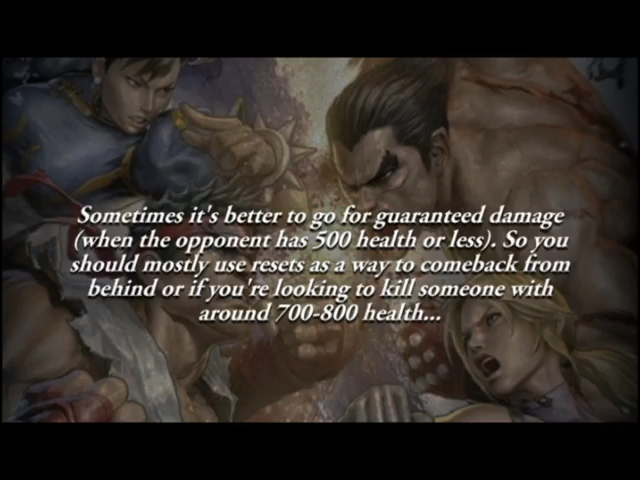 Sometimes it's better to go for guaranteed damage
(when the opponent has 500 health or less). So you
should mostly use resets as a way to comeback from
behind or if you're looking to kill someone with
around 700-800 health...